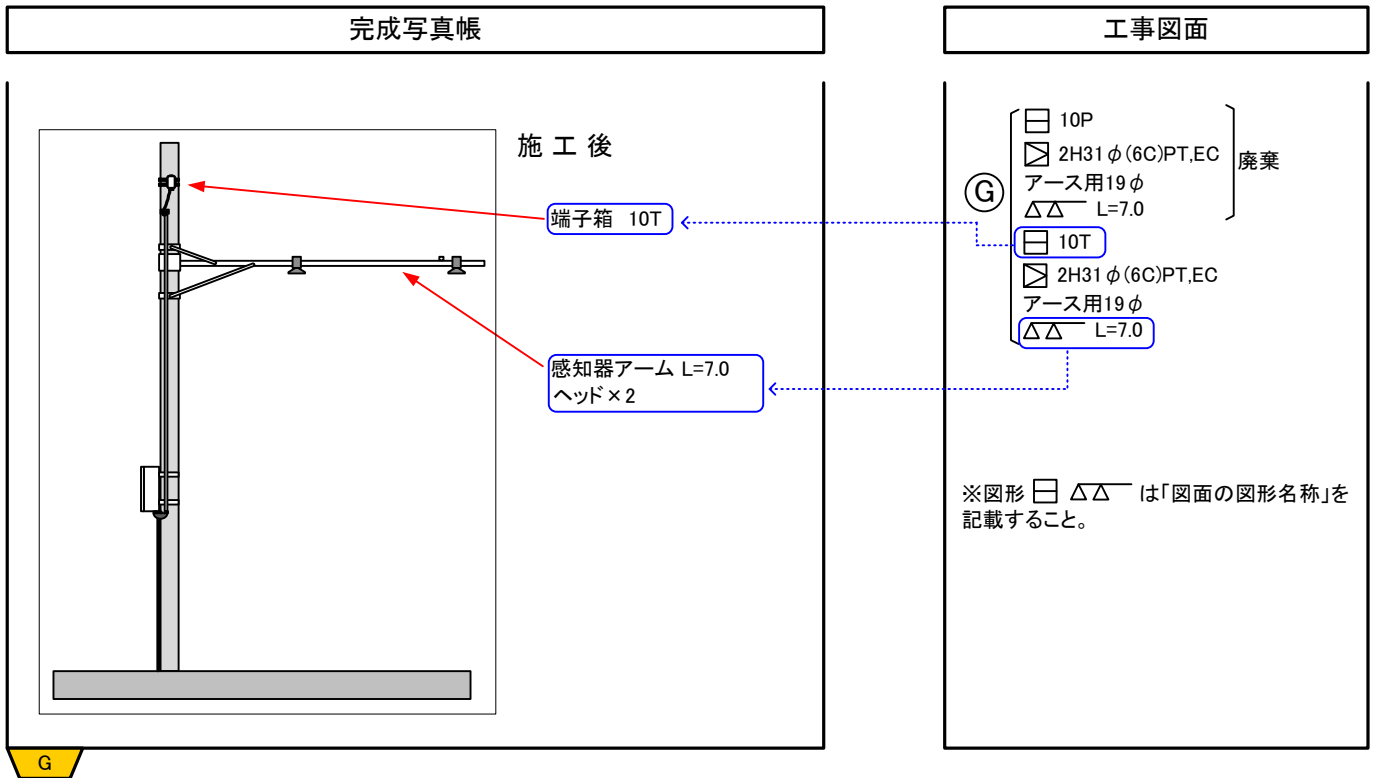 完成写真帳
施工後
端子箱 10T
感知器アーム L=7.0
ヘッド×2
G
工事図面
G
10P
2H31φ(6C)PT,EC
アース用19φ
L=7.0
廃棄
10T
2H31φ(6C)PT,EC
アース用19φ
L=7.0
※図形 は「図面の図形名称」を
記載すること。